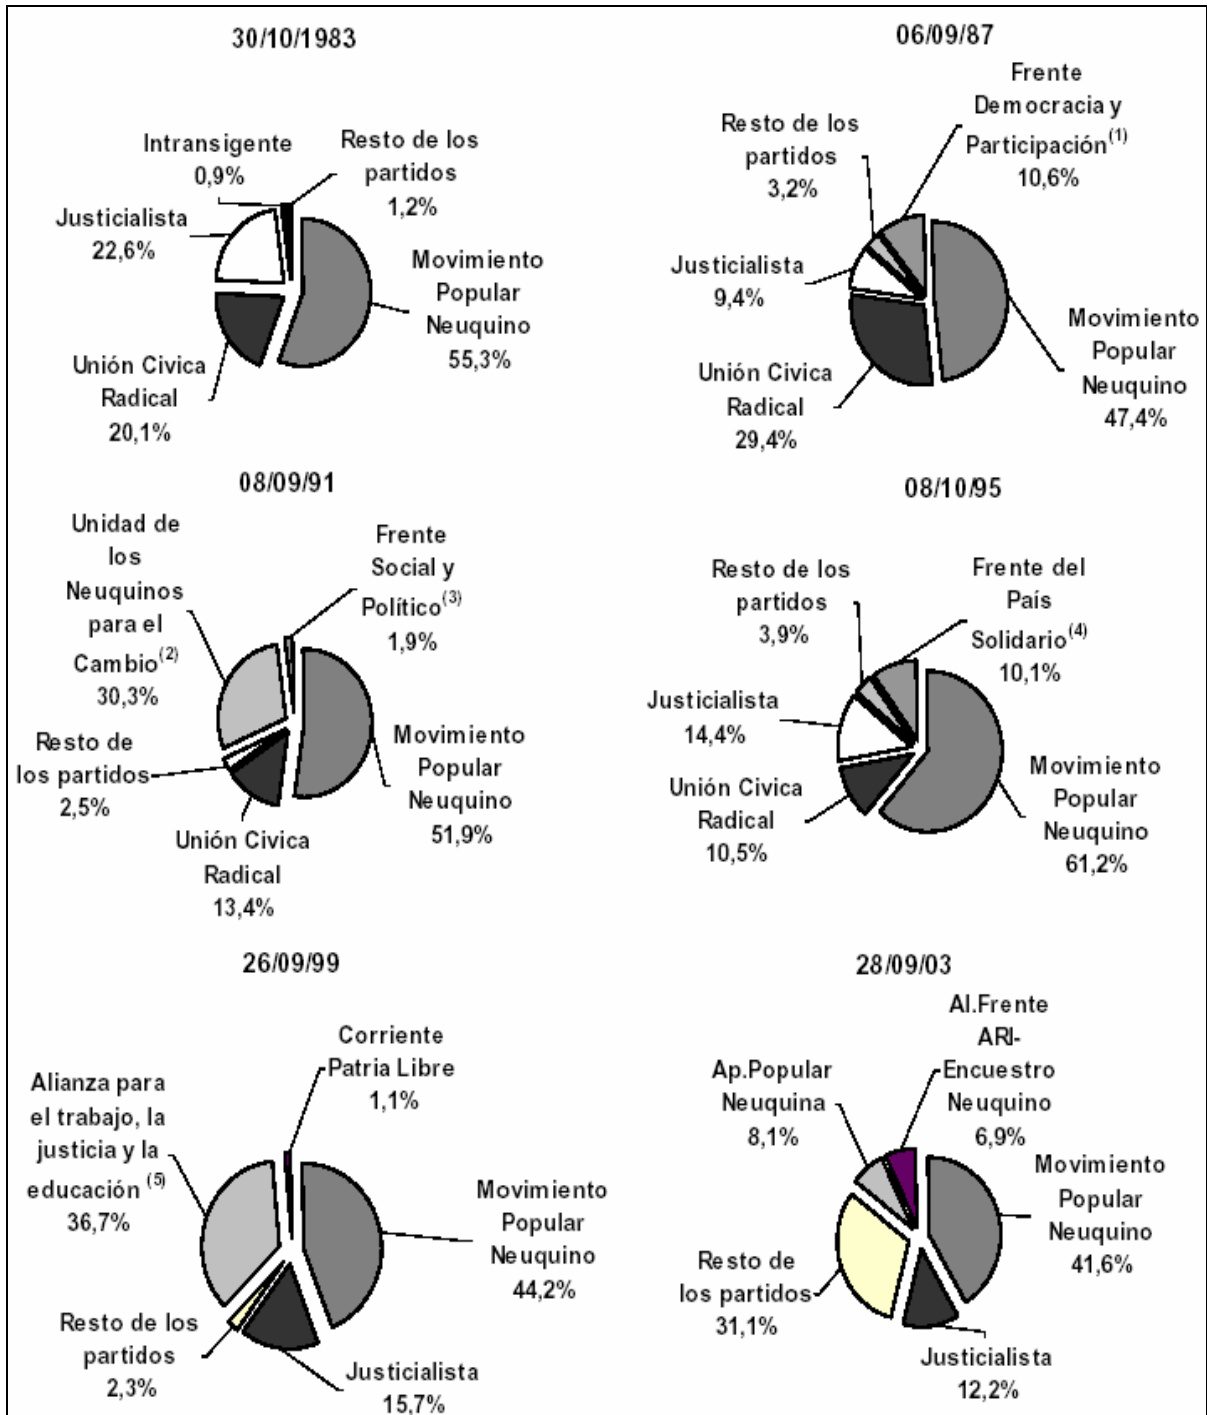 30/10/1983
Intransigente
0,9%
Resto de los
partidos
1,2%
Justicialista
22,6%
Movimiento
Popular
Neuquino
55,3%
Unión Civica
Radical
20,1%
06/09/87
Frente
Democracia y
Participación(1)
10,6%
Resto de los
partidos
3,2%
Justicialista
9,4%
Movimiento
Popular
Neuquino
47,4%
Unión Civica
Radical
29,4%
08/09/91
Unidad de
los
Neuquinos
para el
Cambio(2)
30,3%
Frente
Social y
Político(3)
1,9%
Resto de
los partidos
2,5%
Movimiento
Popular
Neuquino
51,9%
Unión Civica
Radical
13,4%
08/10/95
Resto de los
partidos
3,9%
Frente del
País
Solidario(4)
10,1%
Justicialista
14,4%
Unión Civica
Radical
10,5%
Movimiento
Popular
Neuquino
61,2%
26/09/99
Corriente
Patria Libre
1,1%
Alianza para
el trabajo, la
justicia y la
educación (5)
36,7%
Movimiento
Popular
Neuquino
44,2%
Resto de los
partidos
2,3%
Justicialista
15,7%
28/09/03
Al.Frente
ARI-
Encuestro
Neuquino
6,9%
Ap.Popular
Neuquina
8,1%
Movimiento
Popular
Neuquino
41,6%
Resto de
los partidos
31,1%
Justicialista
12,2%